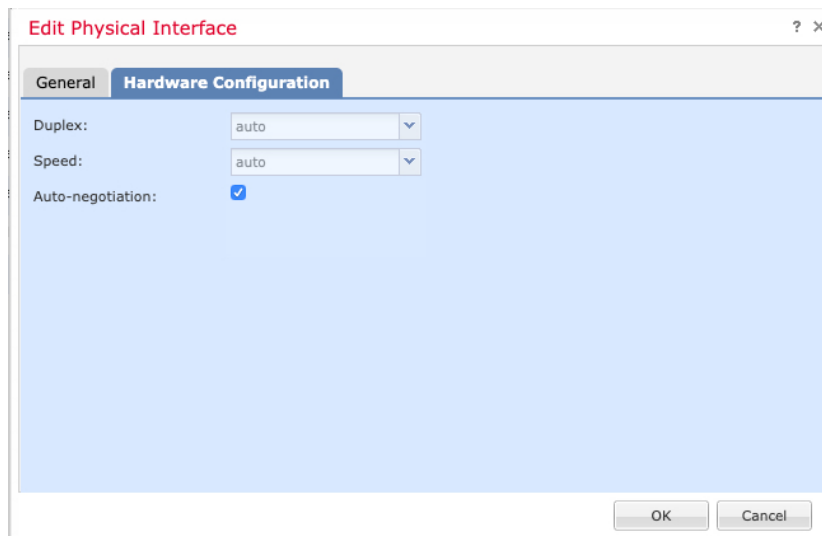 Edit Physical Interface ? ×
General Hardware Configuration
Duplex: auto
Speed: auto
Auto-negotiation:
OK Cancel